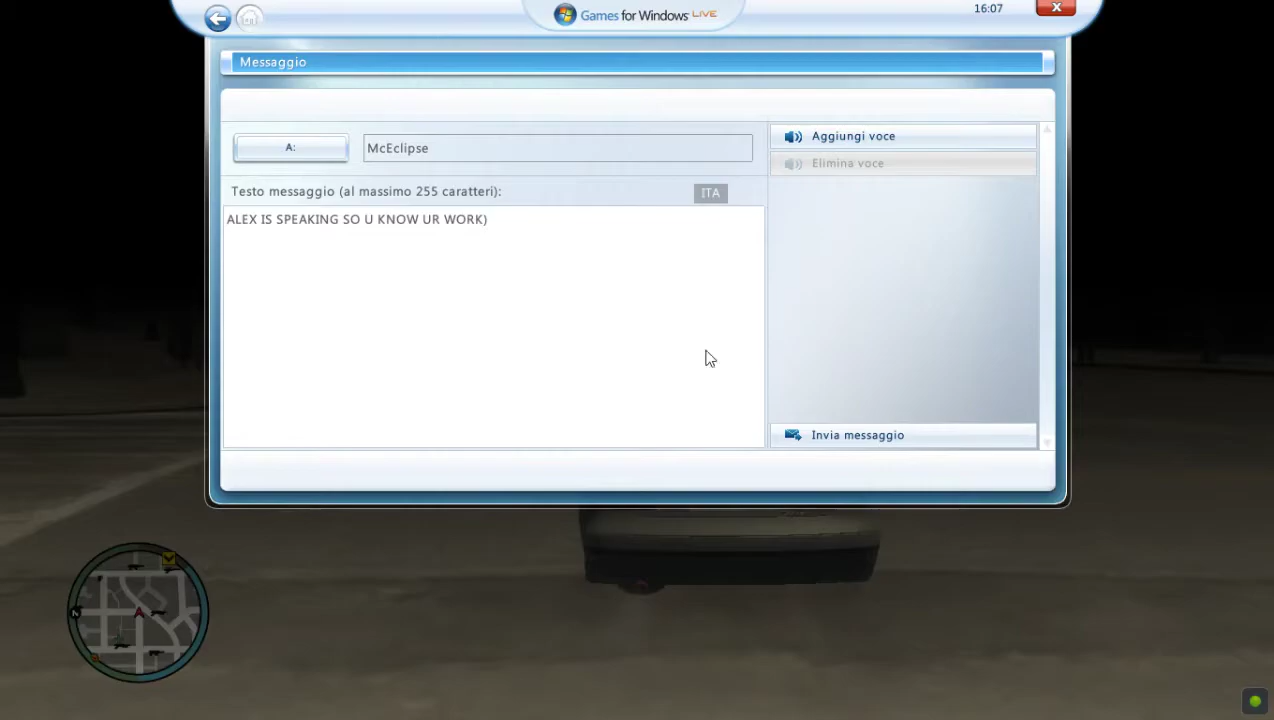 Games for Windows LIVE
16:07
Messaggio
A:
McEclipse
Aggiungi voce
Elimina voce
Testo messaggio (al massimo 255 caratteri):
ITA
ALEX IS SPEAKING SO U KNOW UR WORK)
Invia messaggio
N